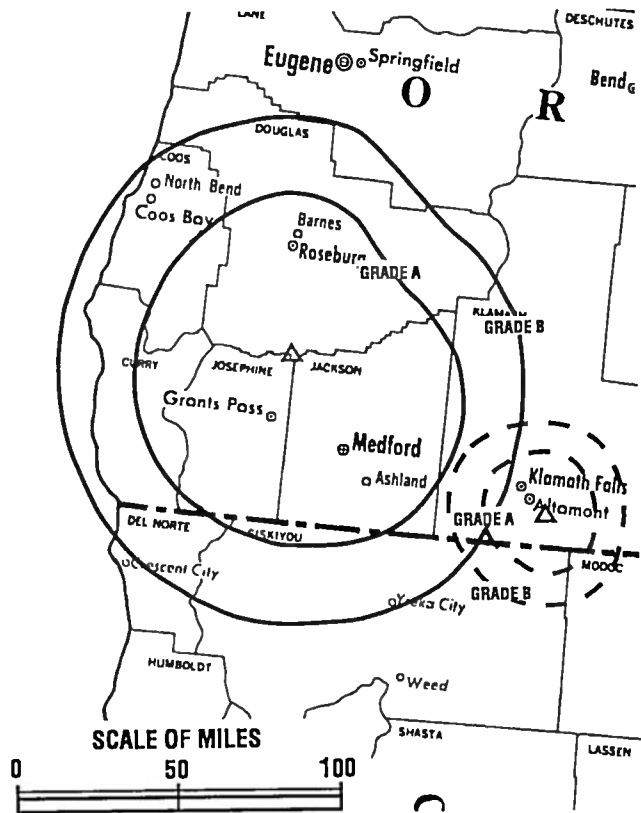 LANE
DESCHUTES
Eugene
Springfield
O R
Bend
DOUGLAS
COOS
North Bend
Coos Bay
Barnes
Roseburg
GRADE A
KLAMATH
GRADE B
CURRY
JOSEPHINE
JACKSON
Grants Pass
Medford
Ashland
Klamath Falls
Altamont
GRADE A
DEL NORTE
SISKIYOU
MODOC
Crescent City
GRADE B
Yreka City
HUMBOLDT
Weed
SCALE OF MILES
SHASTA
LASSEN
0 50 100